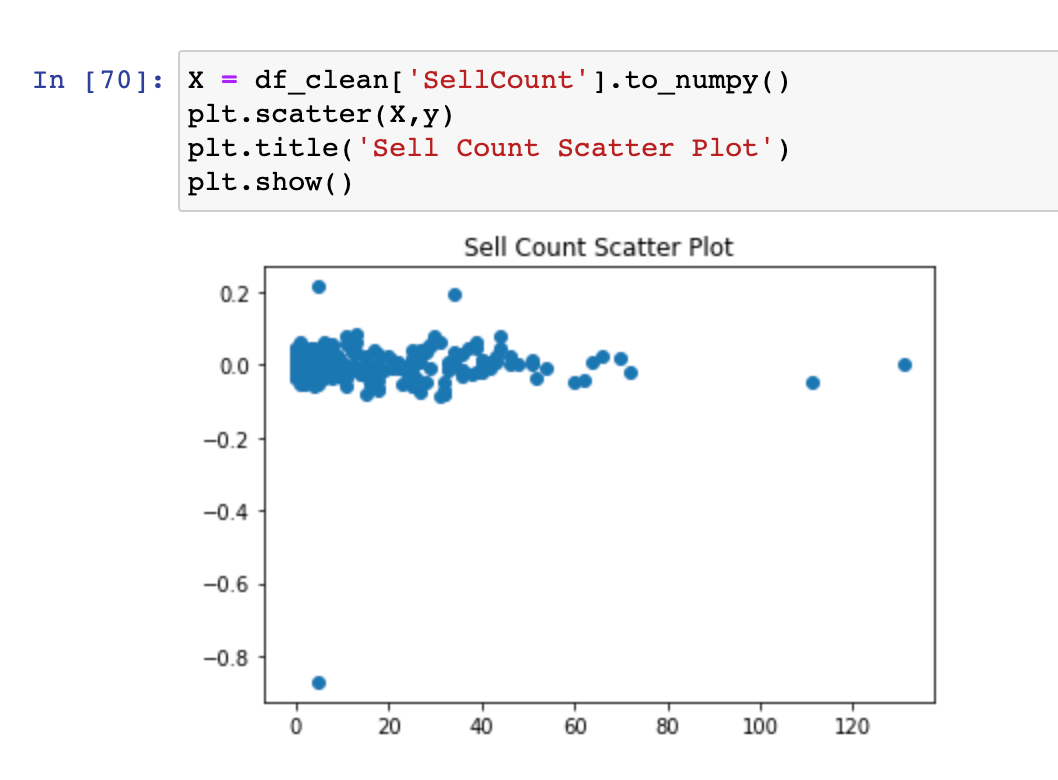 In [70]: X = df_clean['SellCount'].to_numpy()
plt.scatter(X,y)
plt.title('Sell Count Scatter Plot')
plt.show()
Sell Count Scatter Plot
0.2
0.0
−0.2
−0.4
−0.6
−0.8
0 20 40 60 80 100 120